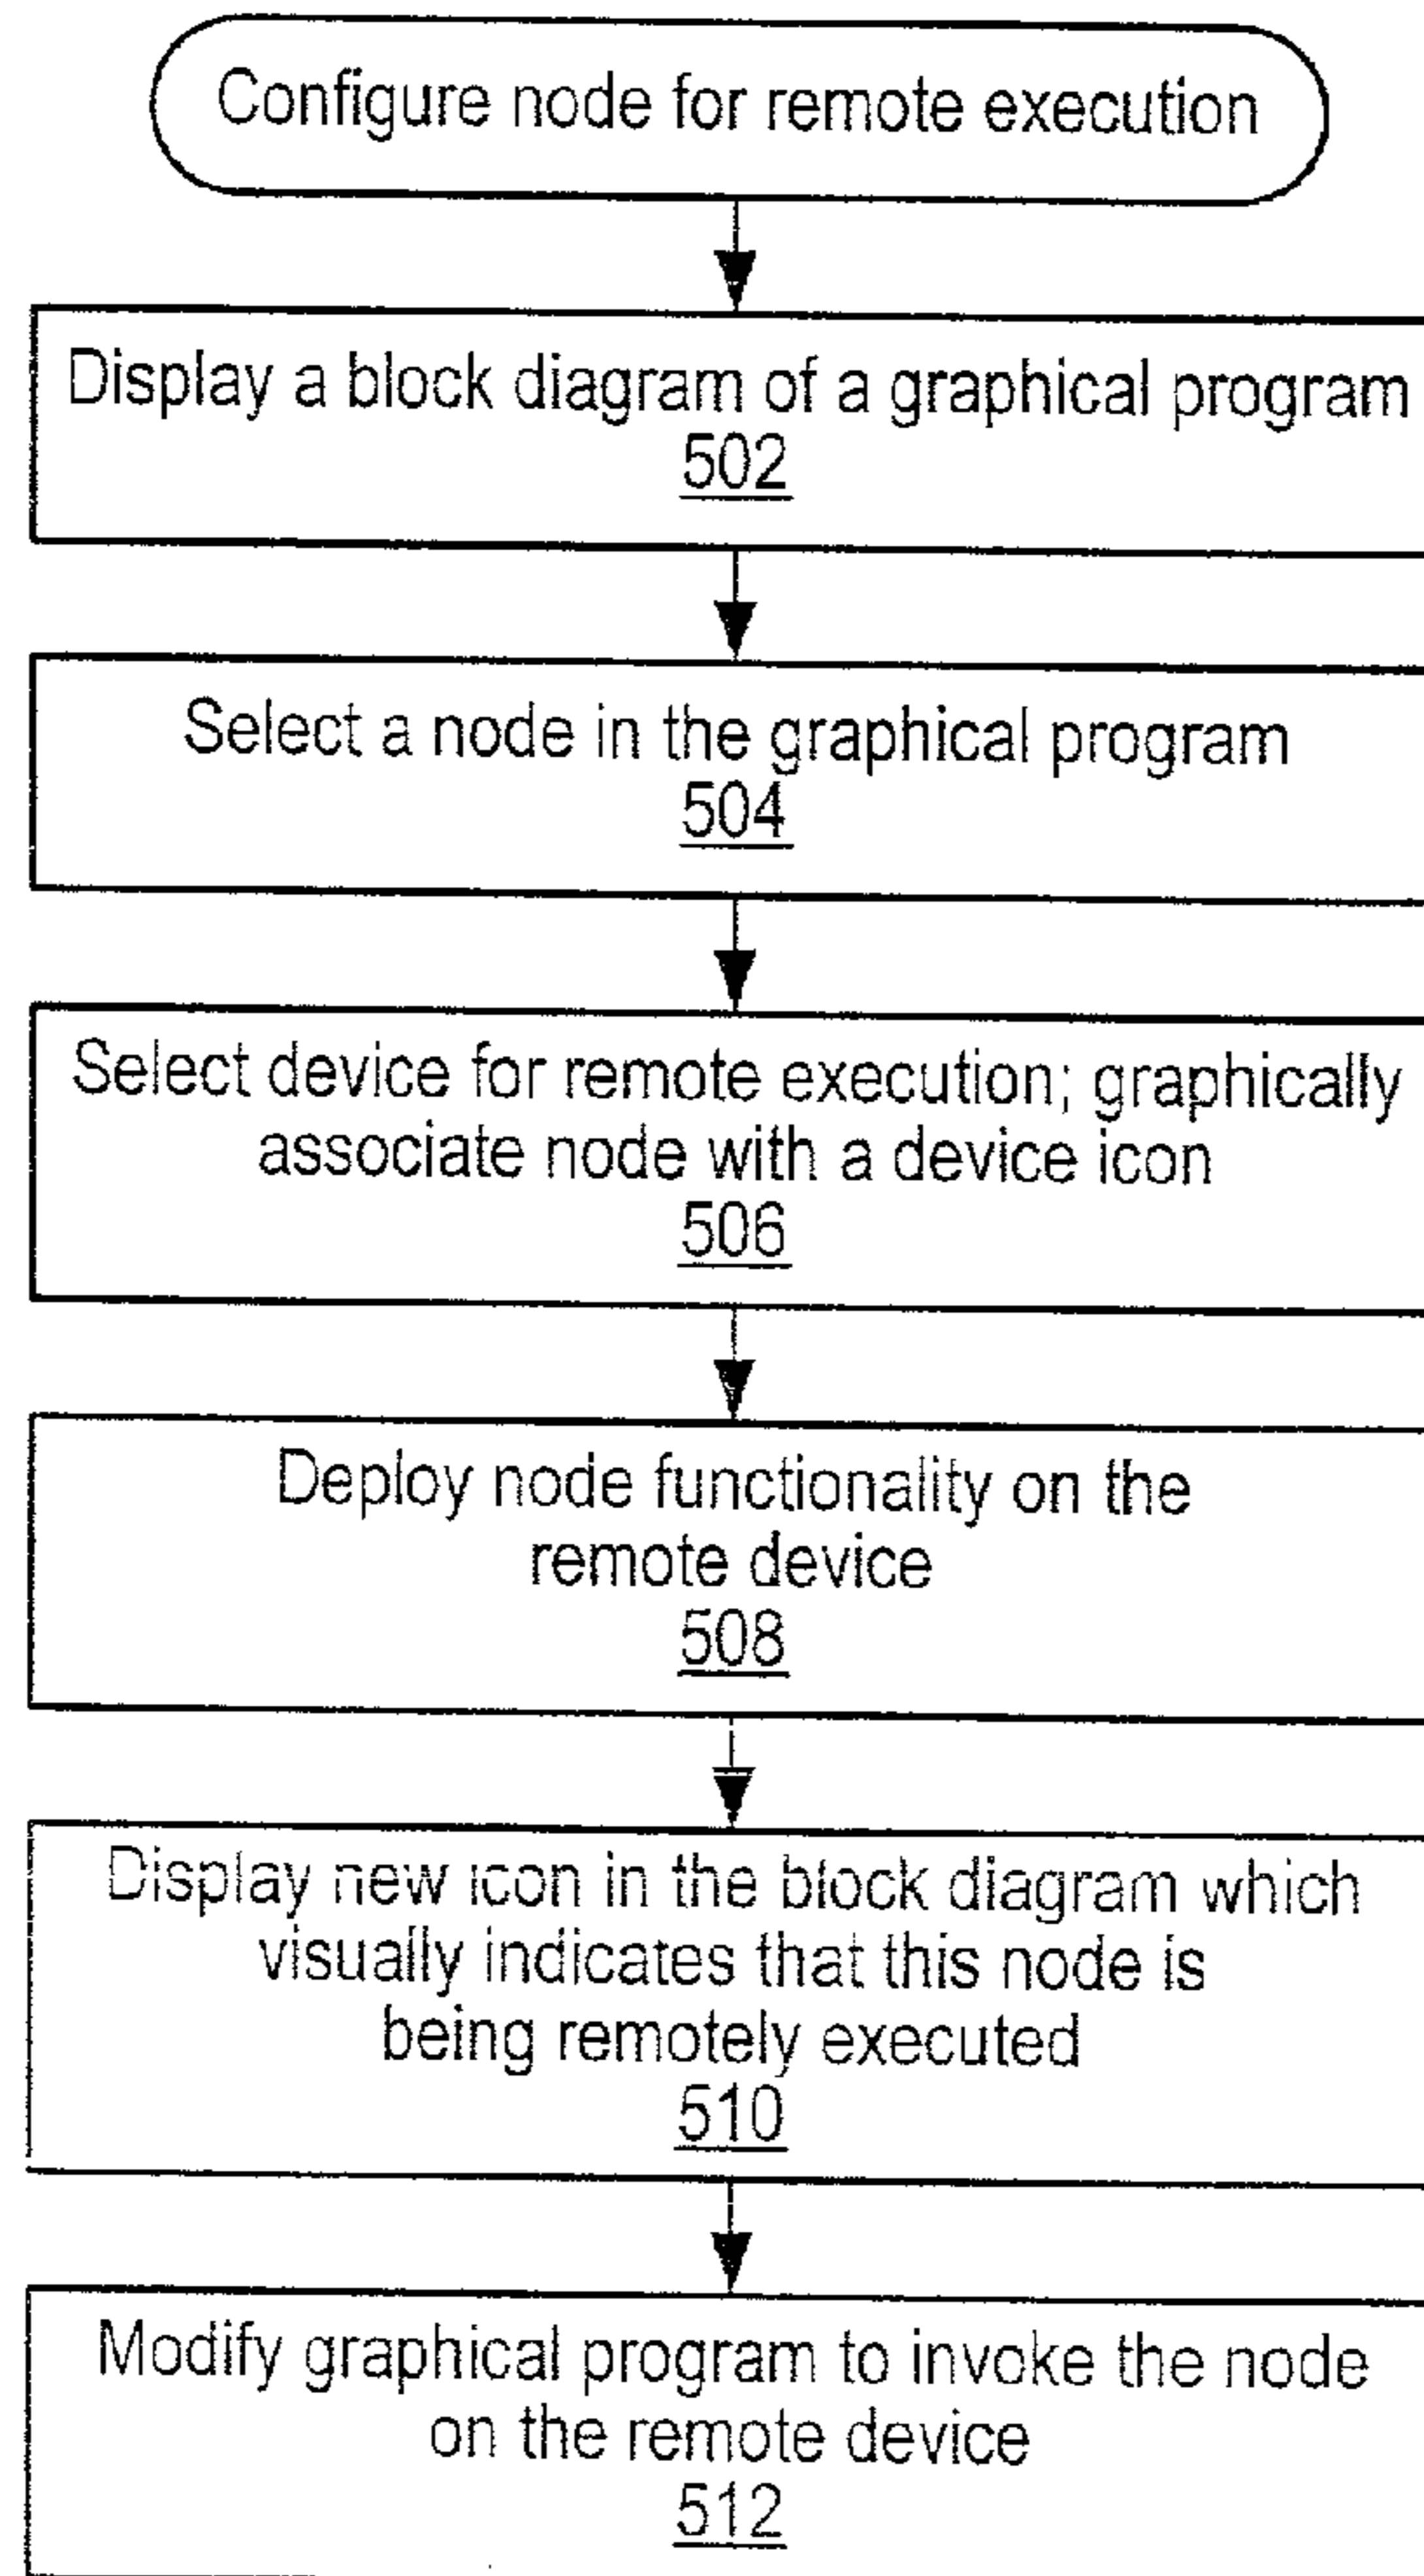 Configure node for remote execution
Display a block diagram of a graphical program
502
Select a node in the graphical program
504
Select device for remote execution; graphically
associate node with a device icon
506
Deploy node functionality on the
remote device
508
Display new icon in the block diagram which
visually indicates that this node is
being remotely executed
510
Modify graphical program to invoke the node
on the remote device
512